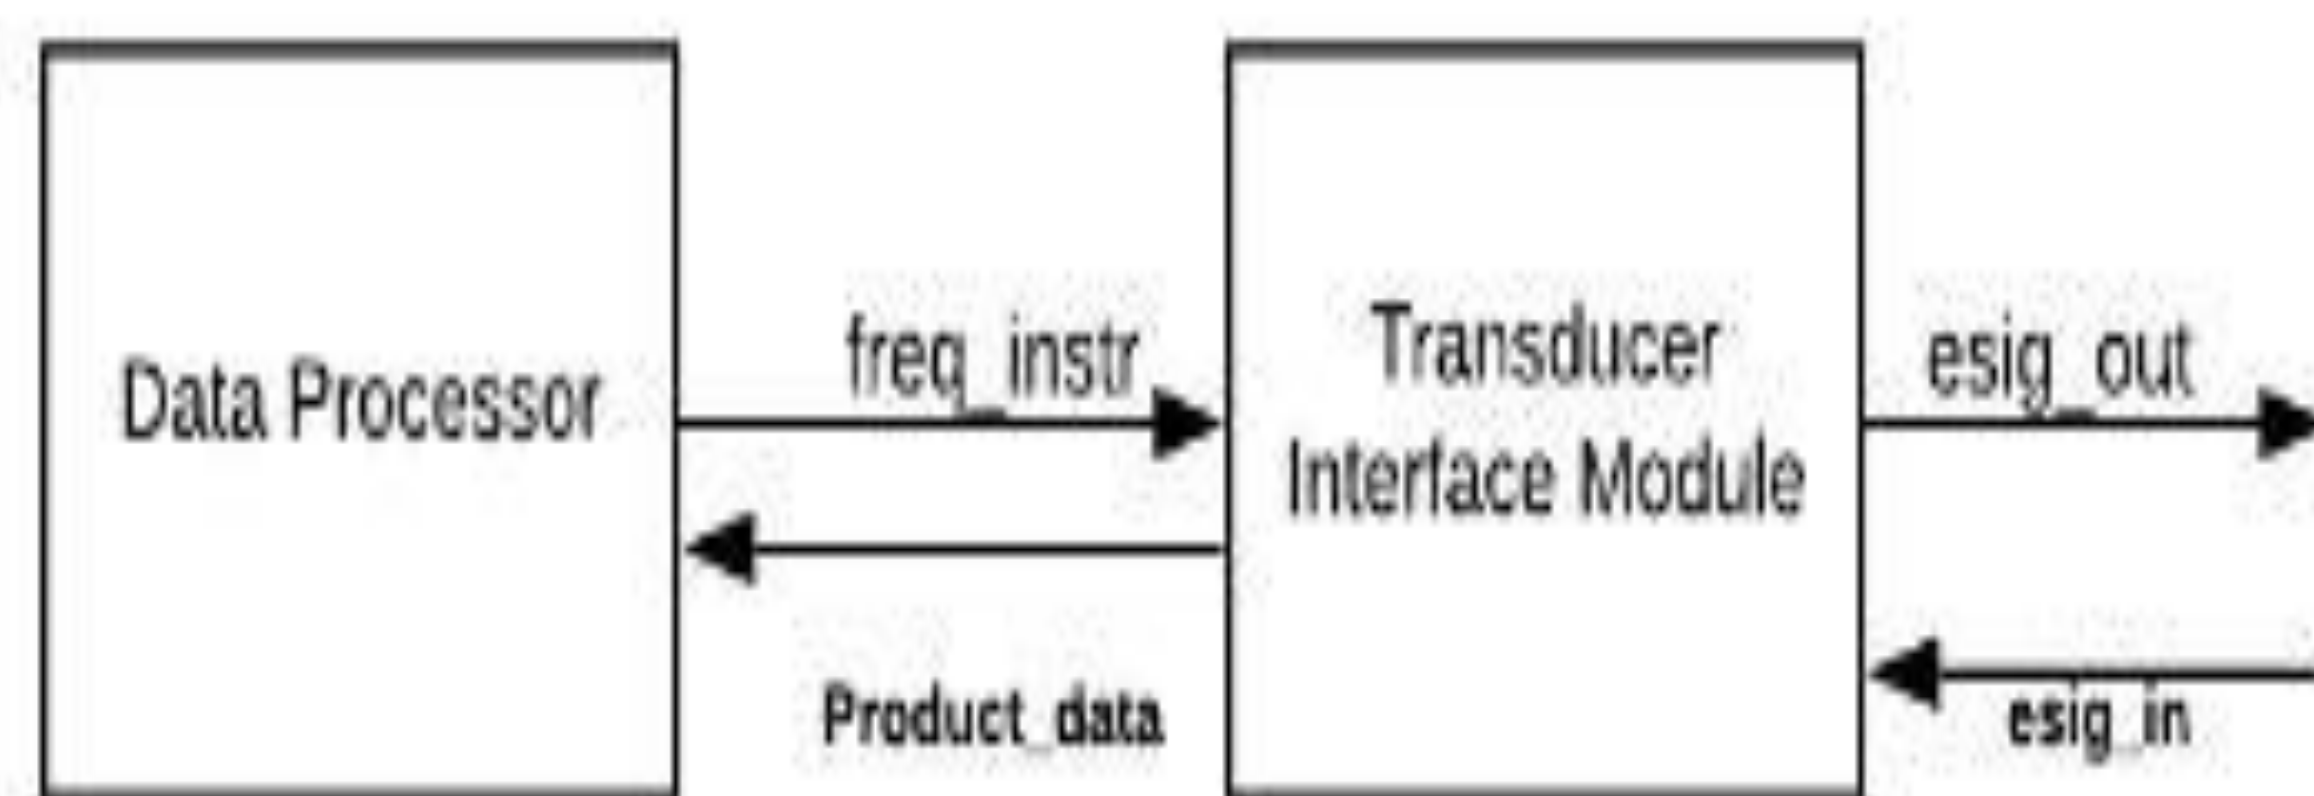 Data Processor
freq_instr
Product_data
Transducer
Interface Module
esig_out
esig_in